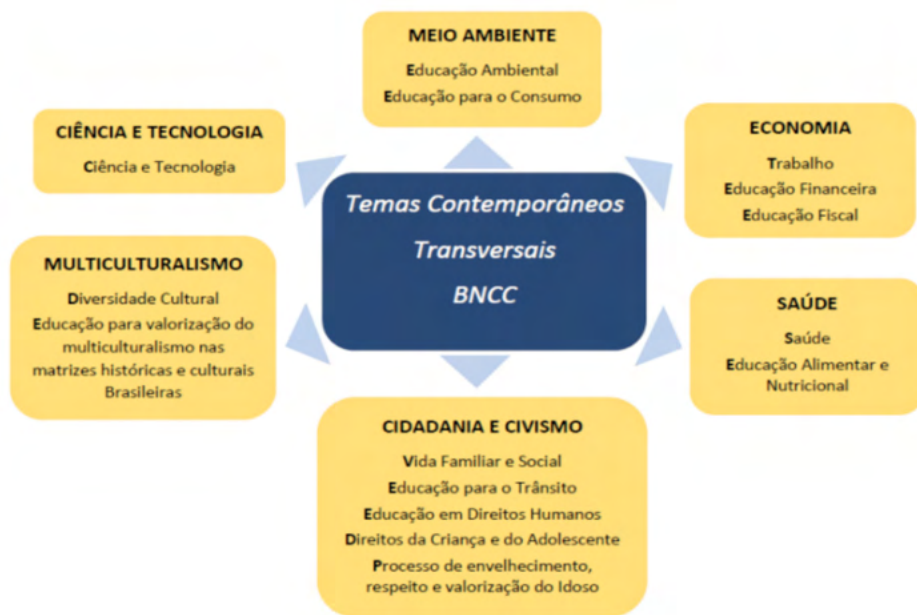 MEIO AMBIENTE
Educação Ambiental
Educação para o Consumo
CIÊNCIA E TECNOLOGIA
Ciência e Tecnologia
ECONOMIA
Trabalho
Educação Financeira
Educação Fiscal
Temas Contemporâneos
Transversais
BNCC
MULTICULTURALISMO
Diversidade Cultural
Educação para valorização do
multiculturalismo nas
matrizes históricas e culturais
Brasileiras
SAÚDE
Saúde
Educação Alimentar e
Nutricional
CIDADANIA E CIVISMO
Vida Familiar e Social
Educação para o Trânsito
Educação em Direitos Humanos
Direitos da Criança e do Adolescente
Processo de envelhecimento,
respeito e valorização do Idoso